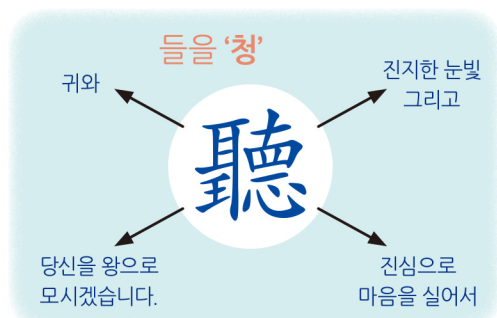 들을 ‘청’
귀와
진지한 눈빛
그리고
聽
당신을 왕으로
모시겠습니다.
진심으로
마음을 실어서